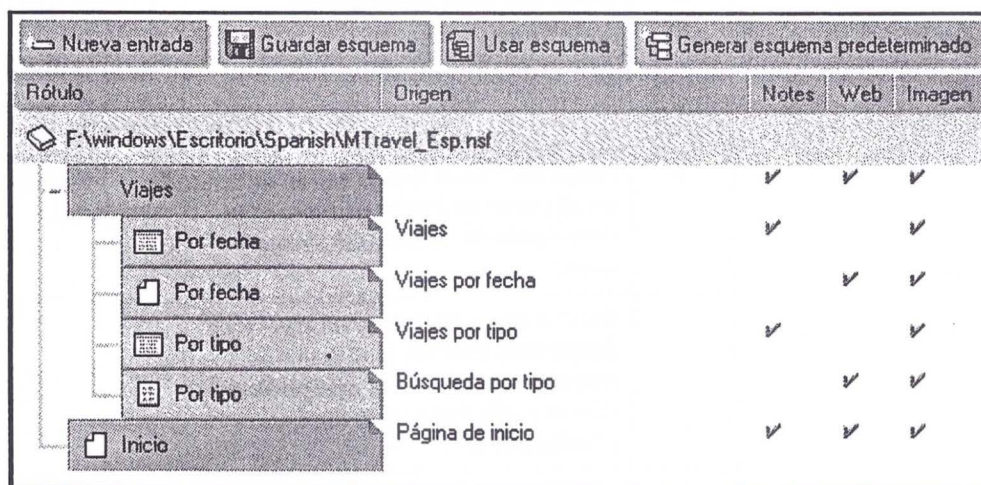 Nueva entrada Guardar esquema Usar esquema Generar esquema predeterminado
Rótulo Origen Notes Web Imagen
F:\windows\Escritorio\Spanish\MTravel_Esp.nsf
Viajes
Por fecha Viajes
Por fecha Viajes por fecha
Por tipo Viajes por tipo
Por tipo Búsqueda por tipo
Inicio Página de inicio